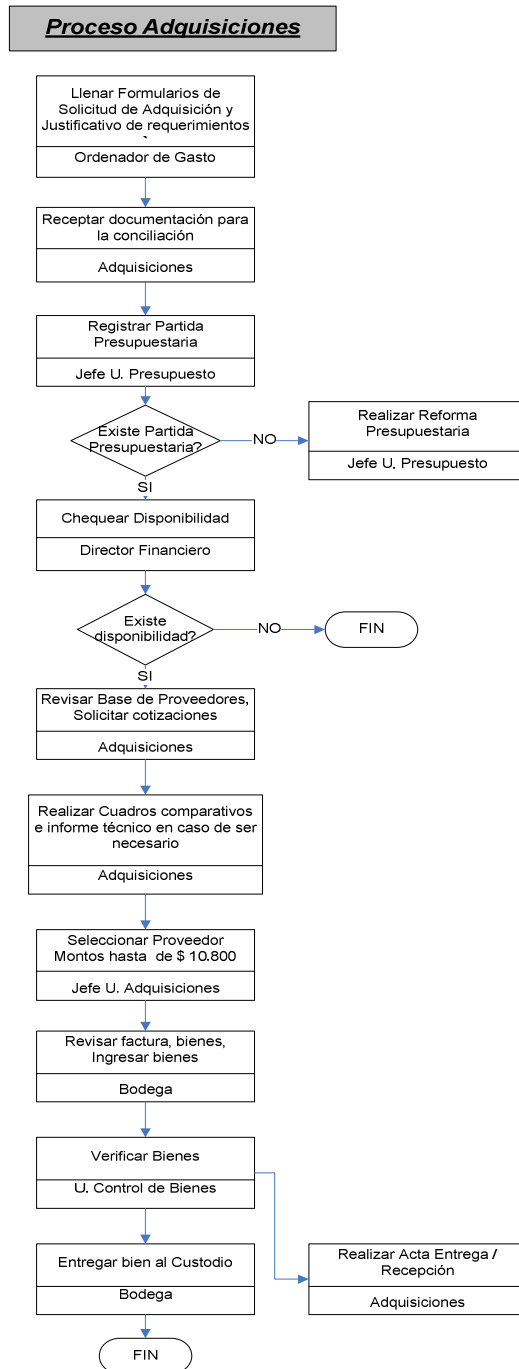 Proceso Adquisiciones
Llenar Formularios de
Solicitud de Adquisición y
Justificativo de requerimientos
Ordenador de Gasto
Receptar documentación para
la conciliación
Adquisiciones
Registrar Partida
Presupuestaria
Jefe U. Presupuesto
Existe Partida
Presupuestaria?
NO
Realizar Reforma
Presupuestaria
Jefe U. Presupuesto
SI
Chequear Disponibilidad
Director Financiero
Existe
disponibilidad?
NO
FIN
SI
Revisar Base de Proveedores,
Solicitar cotizaciones
Adquisiciones
Realizar Cuadros comparativos
e informe técnico en caso de ser
necesario
Adquisiciones
Seleccionar Proveedor
Montos hasta de $ 10.800
Jefe U. Adquisiciones
Revisar factura, bienes,
Ingresar bienes
Bodega
Verificar Bienes
U. Control de Bienes
Entregar bien al Custodio
Bodega
Realizar Acta Entrega /
Recepción
Adquisiciones
FIN